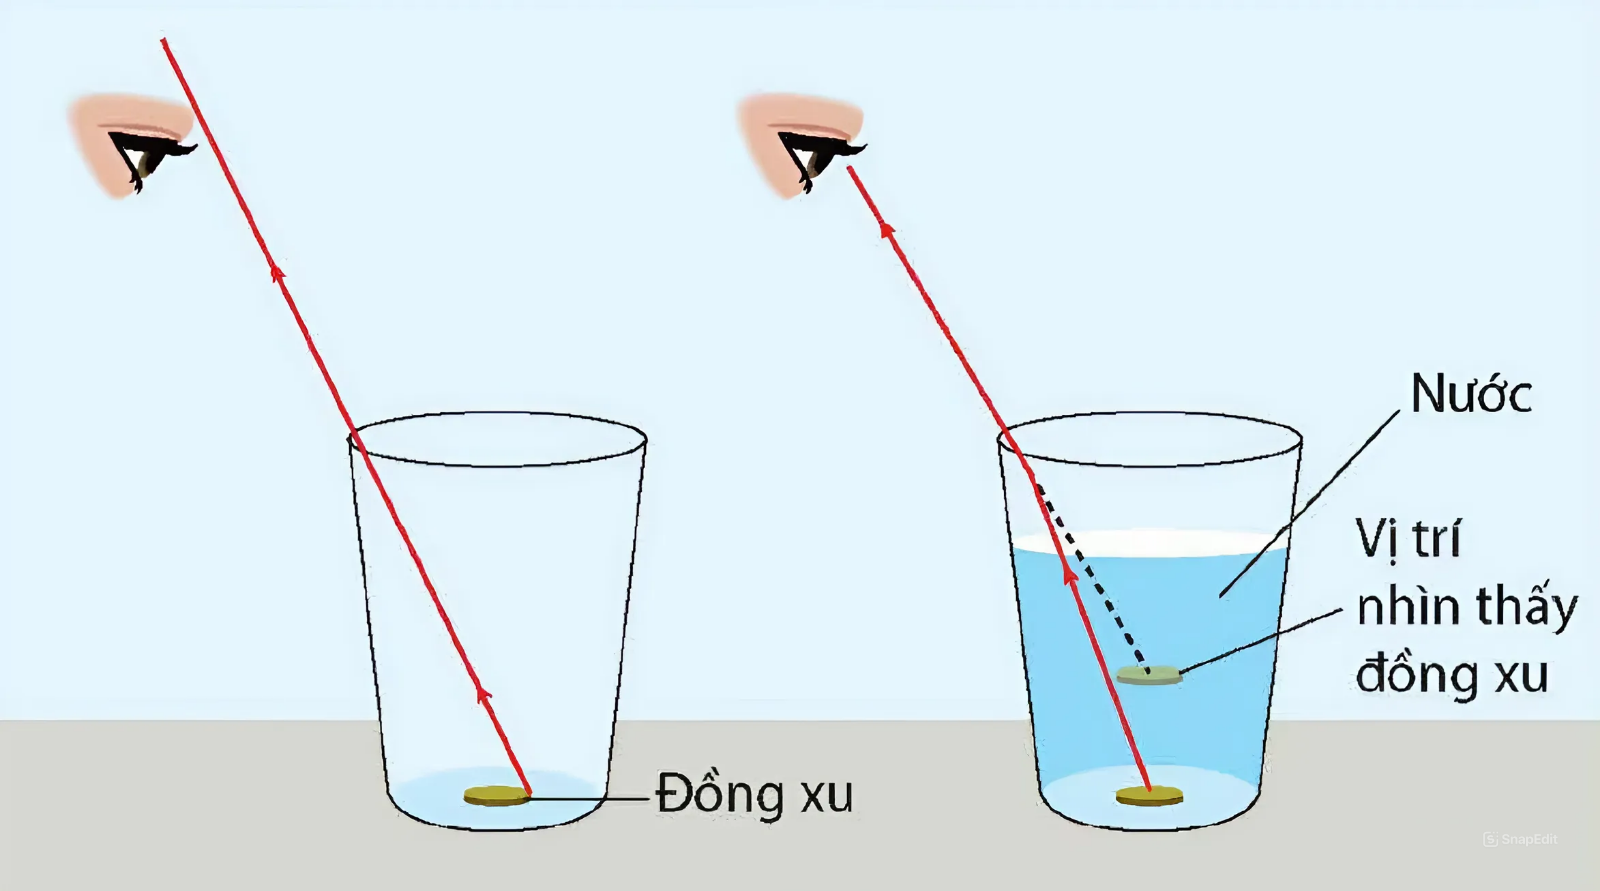 Nước
Vị trí
nhìn thấy
đồng xu
Đồng xu
SnapEdit